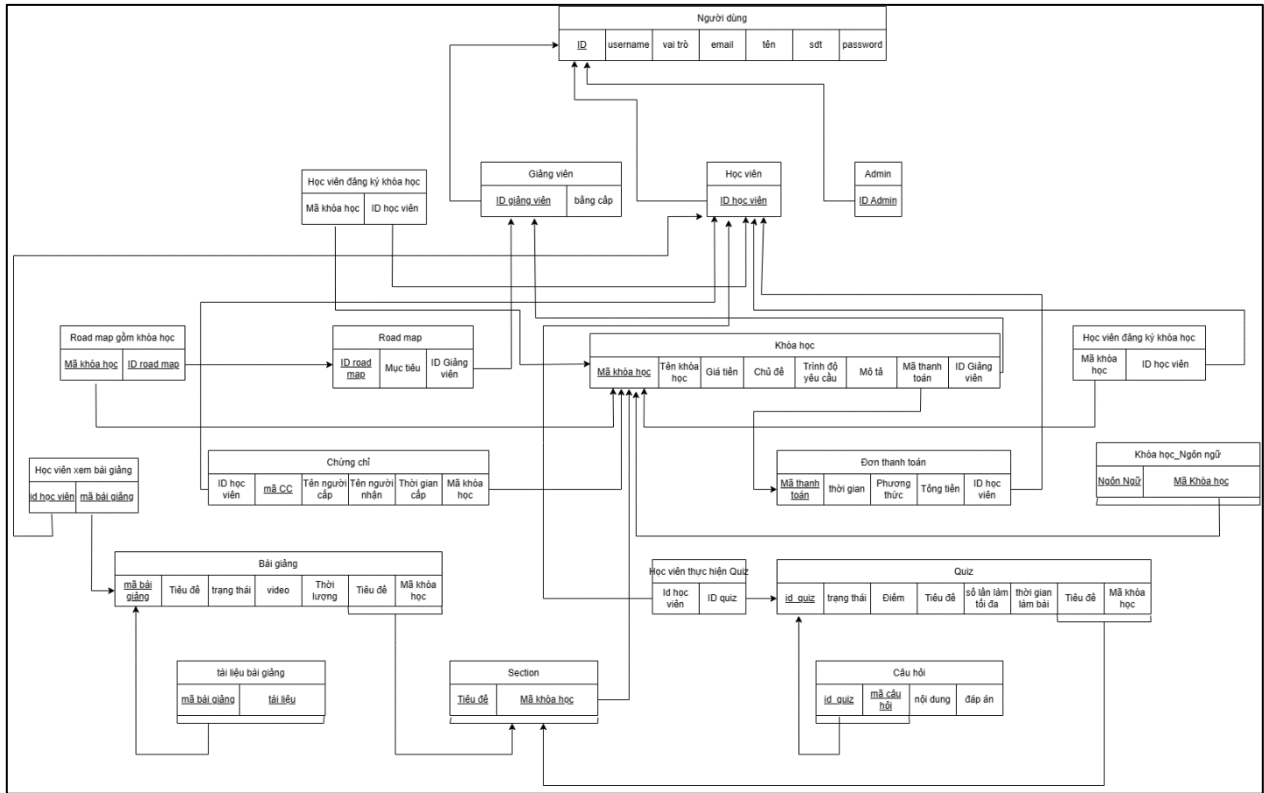 Người dùng
ID username vai trò email tên sdt password
Giảng viên
ID giảng viên bằng cấp
Học viên
ID học viên
Admin
ID Admin
Học viên đăng ký khóa học
Mã khóa học ID học viên
Road map gồm khóa học
Mã khóa học ID road map
Road map
ID road
map
Mục tiêu
ID Giảng
viên
Khóa học
Mã khóa học
Tên khóa
học
Giá tiền
Chủ đề
Trình độ
yêu cầu
Mô tả
Mã thanh
toán
ID Giảng
viên
Học viên đăng ký khóa học
Mã khóa
học
ID học viên
Học viên xem bài giảng
id học viên mã bài giảng
Chứng chỉ
ID học
viên
mã CC
Tên người
cấp
Tên người
nhận
Thời gian
cấp
Mã khóa
học
Đơn thanh toán
Mã thanh
toán
thời gian
Phương
thức
Tổng tiền
ID học
viên
Khóa học_Ngôn ngữ
Ngôn Ngữ Mã Khóa học
Bài giảng
mã bài
giảng
Tiêu đề
trạng thái
video
Thời
lượng
Tiêu đề
Mã khóa
học
Học viên thực hiện Quiz
Id học
viên
ID quiz
Quiz
id_quiz
trạng thái
Điểm
Tiêu đề
số lần làm
tối đa
thời gian
làm bài
Tiêu đề
Mã khóa
học
tài liệu bài giảng
mã bài giảng tài liệu
Section
Tiêu đề Mã khóa học
Câu hỏi
id_quiz
mã câu
hỏi
nội dung
đáp án